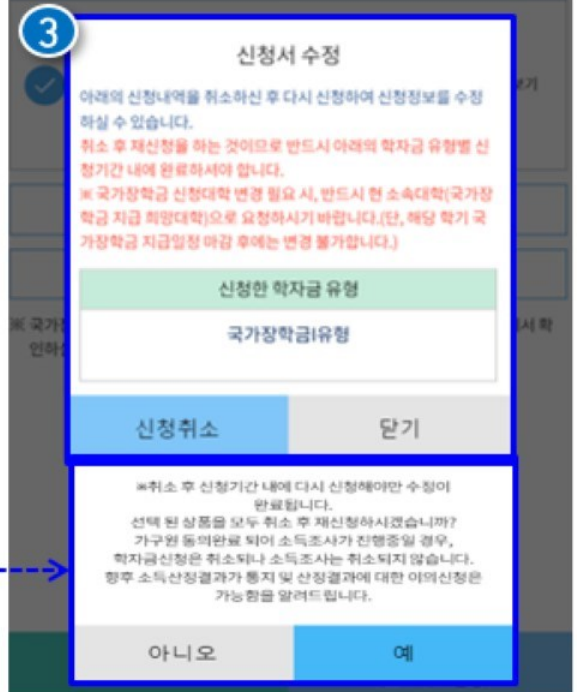 3
신청서 수정
보기
아래의 신청내역을 취소하신 후 다시 신청하여 신청정보를 수정
하실 수 있습니다.
취소 후 재신청을 하는 것이므로 반드시 아래의 학자금 유형별 신
청기간 내에 완료하셔야 합니다.
※ 국가장학금 신청대학 변경 필요 시, 반드시 현 소속대학(국가장
학금 지급 희망대학)으로 요청하시기 바랍니다.(단, 해당 학기 국
가장학금 지급일정 마감 후에는 변경 불가합니다.)
신청한 학자금 유형
※ 국가장
서 확
국가장학금I유형
인하실
신청취소
닫기
※취소 후 신청기간 내에 다시 신청해야만 수정이
완료됩니다.
선택 된 상품을 모두 취소 후 재신청하시겠습니까?
가구원 동의완료 되어 소득조사가 진행중일 경우,
학자금신청은 취소되나 소득조사는 취소되지 않습니다.
향후 소득산정결과가 통지 및 산정결과에 대한 이의신청은
가능함을 알려드립니다.
아니오
예